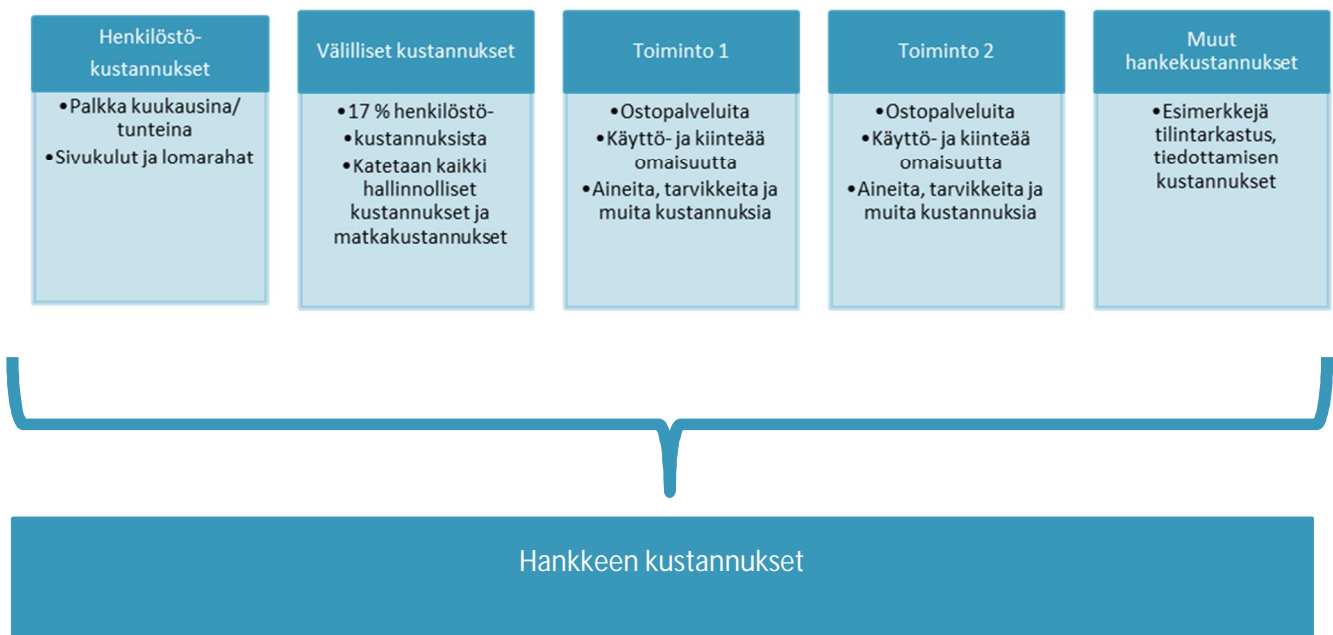 Henkilöstö-
kustannukset
•Palkka kuukausina/
tunteina
•Sivukulut ja lomarahat
Välilliset kustannukset
•17 % henkilöstö-
•kustannuksista
•Katetaan kaikki
hallinnolliset
kustannukset ja
matkakustannukset
Toiminto 1
•Ostopalveluita
•Käyttö- ja kiinteää
omaisuutta
•Aineita, tarvikkeita ja
muita kustannuksia
Toiminto 2
•Ostopalveluita
•Käyttö- ja kiinteää
omaisuutta
•Aineita, tarvikkeita ja
muita kustannuksia
Muut
hankekustannukset
•Esimerkkejä
tilintarkastus,
tiedottamisen
kustannukset
Hankkeen kustannukset